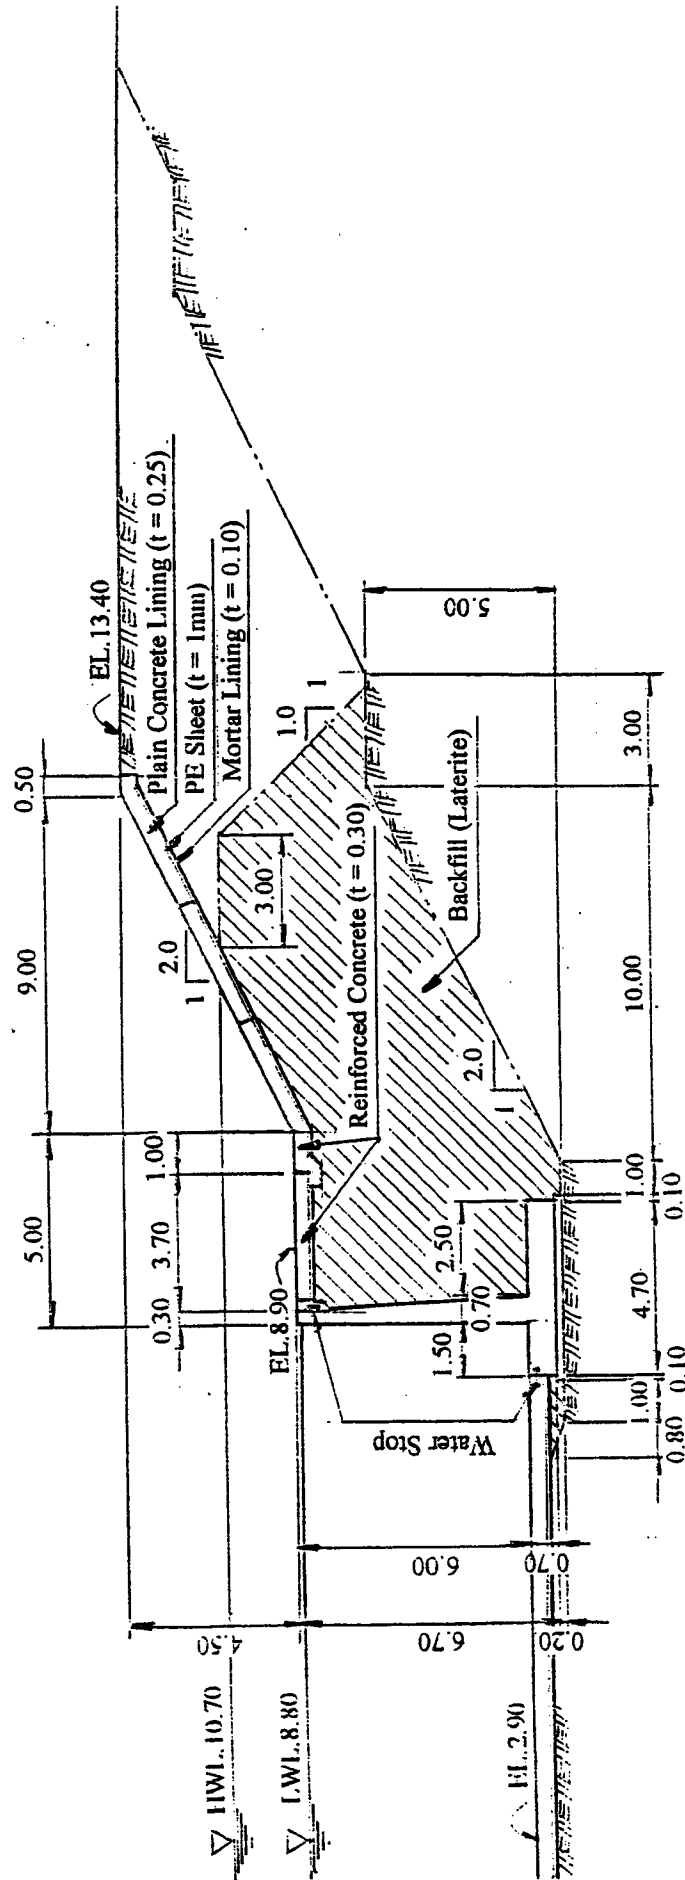 HWL.10.70
LWL.8.80
EL.2.90
4.50
6.70
0.20
6.00
0.70
Water Stop
5.00
0.30
3.70
1.00
9.00
0.50
EL.8.90
EL.13.40
Plain Concrete Lining (t = 0.25)
PE Sheet (t = 1mm)
Mortar Lining (t = 0.10)
2.0
1
3.00
1.0
1
Reinforced Concrete (t = 0.30)
Backfill (Laterite)
1.50
0.70
2.50
2.0
1
5.00
0.80
1.00
0.10
4.70
0.10
1.00
10.00
3.00